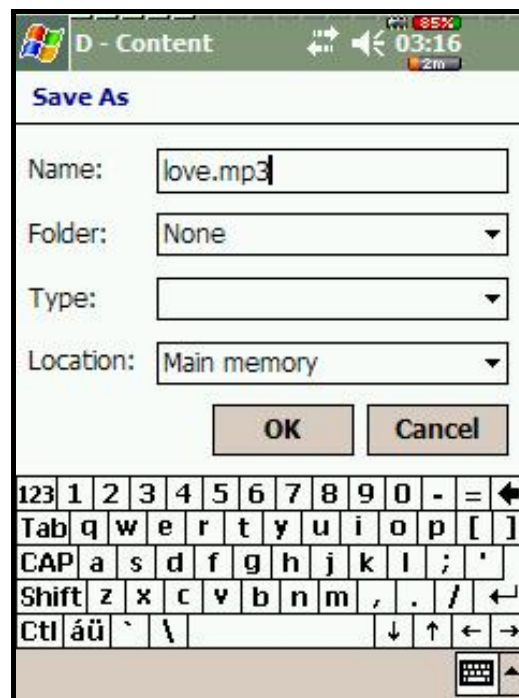 85%
D - Content 03:16
2m
Save As
Name: love.mp3
Folder: None
Type:
Location: Main memory
OK Cancel
123 1 2 3 4 5 6 7 8 9 0 - =
Tab q w e r t y u i o p [ ]
CAP a s d f g h j k l ; '
Shift z x c v b n m , . /
Ctl áü ` \ ↓ ↑ ← →